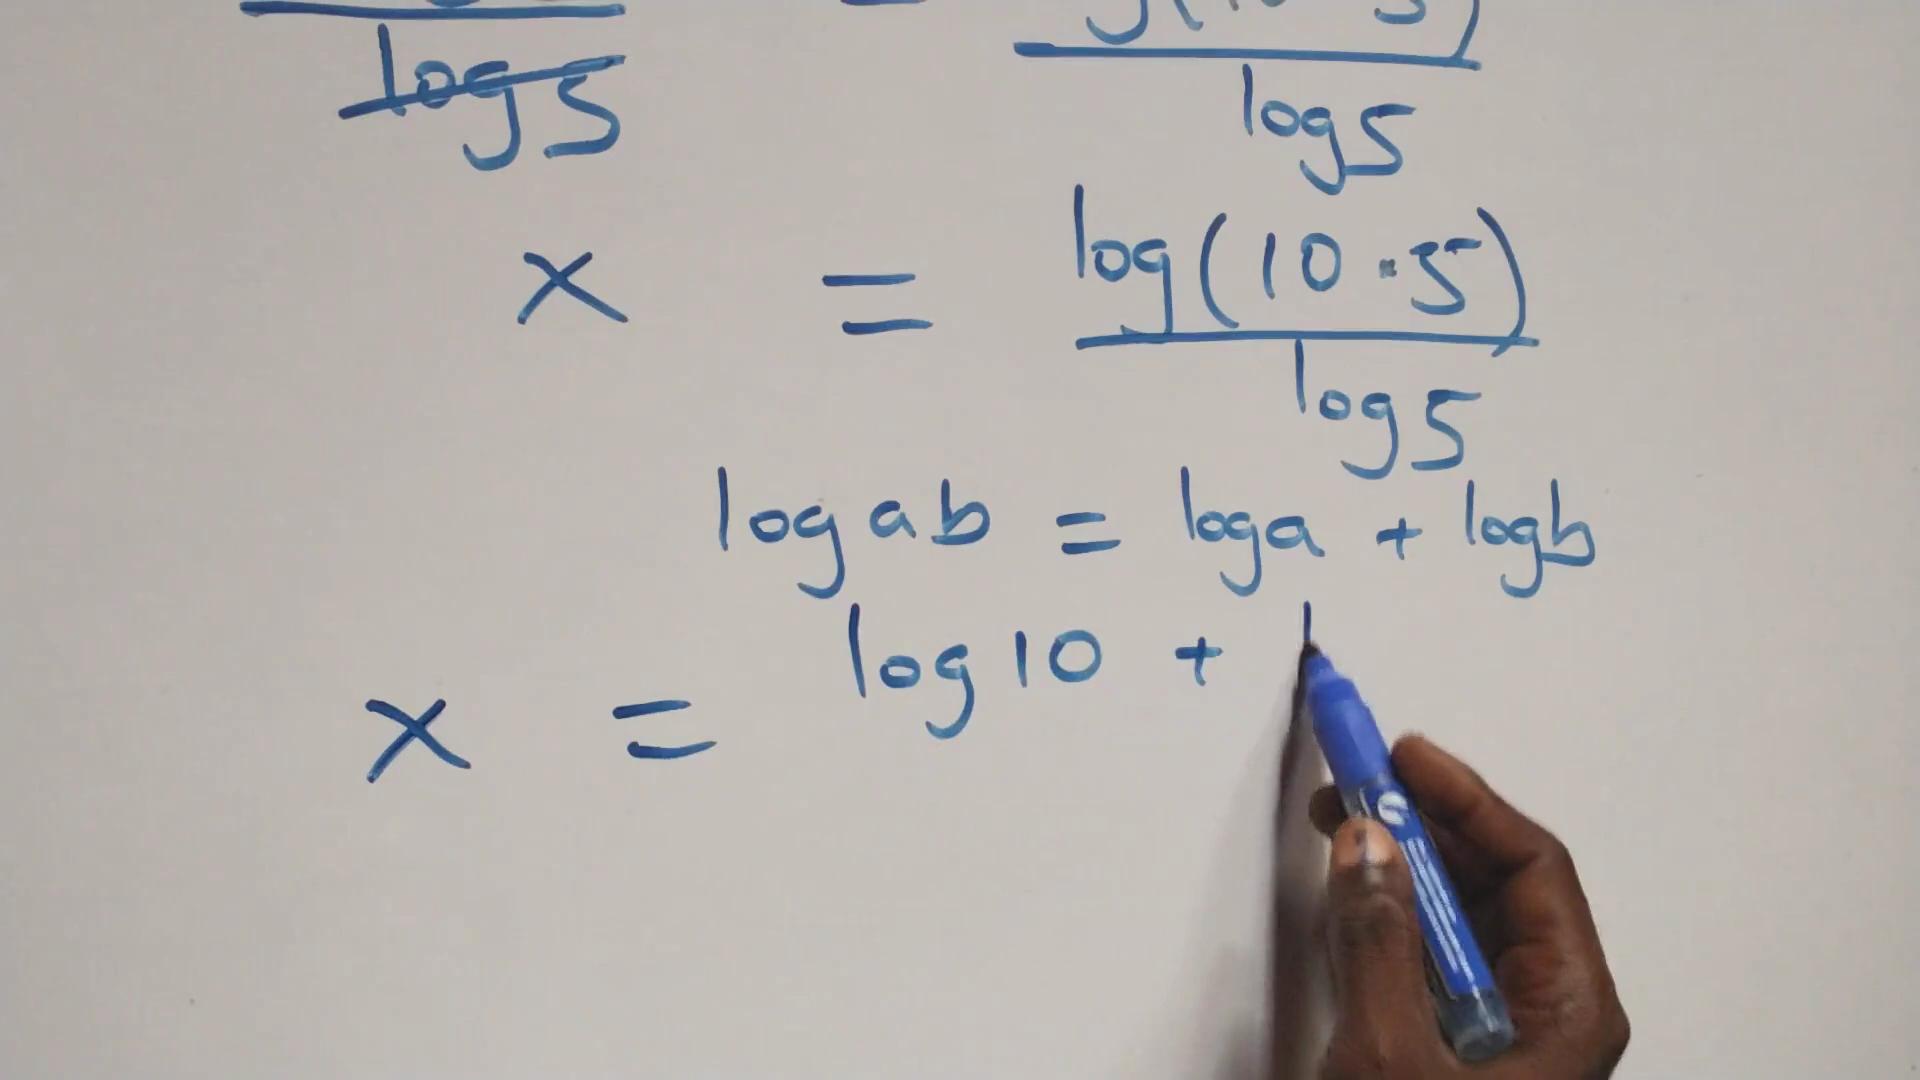 log 5 log 5
x = log(10·5)
log 5
log ab = log a + log b
x = log 10 +